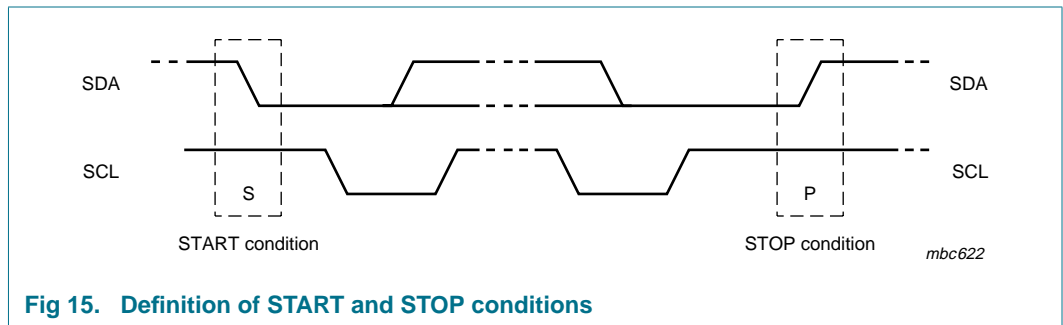 SDA SDA
SCL SCL
S P
START condition STOP condition
mbc622
Fig 15. Definition of START and STOP conditions